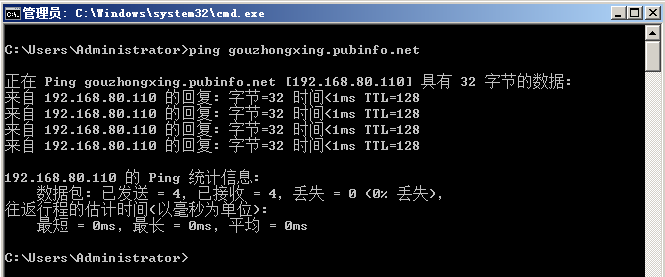 管理员: C:\Windows\system32\cmd.exe
C:\Users\Administrator>ping gouzhongxing.pubinfo.net
正在 Ping gouzhongxing.pubinfo.net [192.168.80.110] 具有 32 字节的数据:
来自 192.168.80.110 的回复: 字节=32 时间<1ms TTL=128
来自 192.168.80.110 的回复: 字节=32 时间<1ms TTL=128
来自 192.168.80.110 的回复: 字节=32 时间<1ms TTL=128
来自 192.168.80.110 的回复: 字节=32 时间<1ms TTL=128
192.168.80.110 的 Ping 统计信息:
数据包: 已发送 = 4, 已接收 = 4, 丢失 = 0 (0% 丢失),
往返行程的估计时间(以毫秒为单位):
最短 = 0ms, 最长 = 0ms, 平均 = 0ms
C:\Users\Administrator>